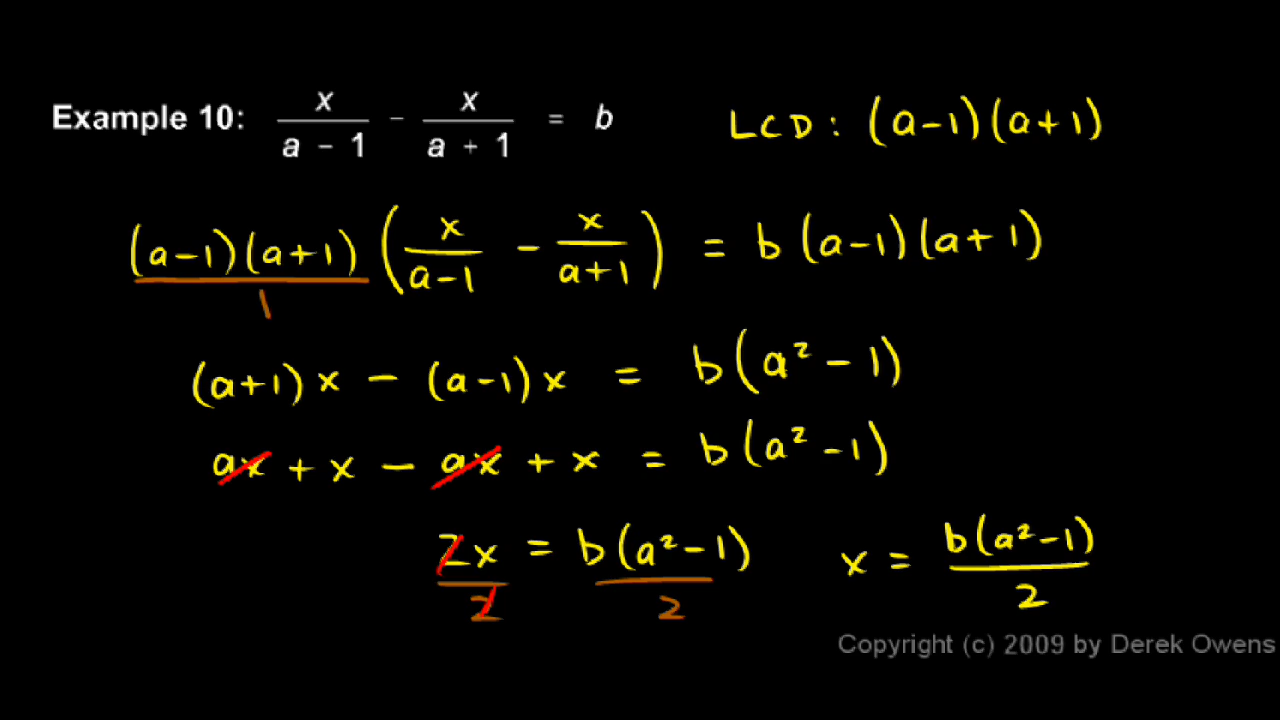 Example 10: x/(a - 1) - x/(a + 1) = b LCD: (a-1)(a+1)
(a-1)(a+1)/1 (x/(a-1) - x/(a+1)) = b(a-1)(a+1)
(a+1)x - (a-1)x = b(a² - 1)
ax + x - ax + x = b(a² - 1)
2x/2 = b(a²-1)/2 x = b(a²-1)/2
Copyright (c) 2009 by Derek Owens